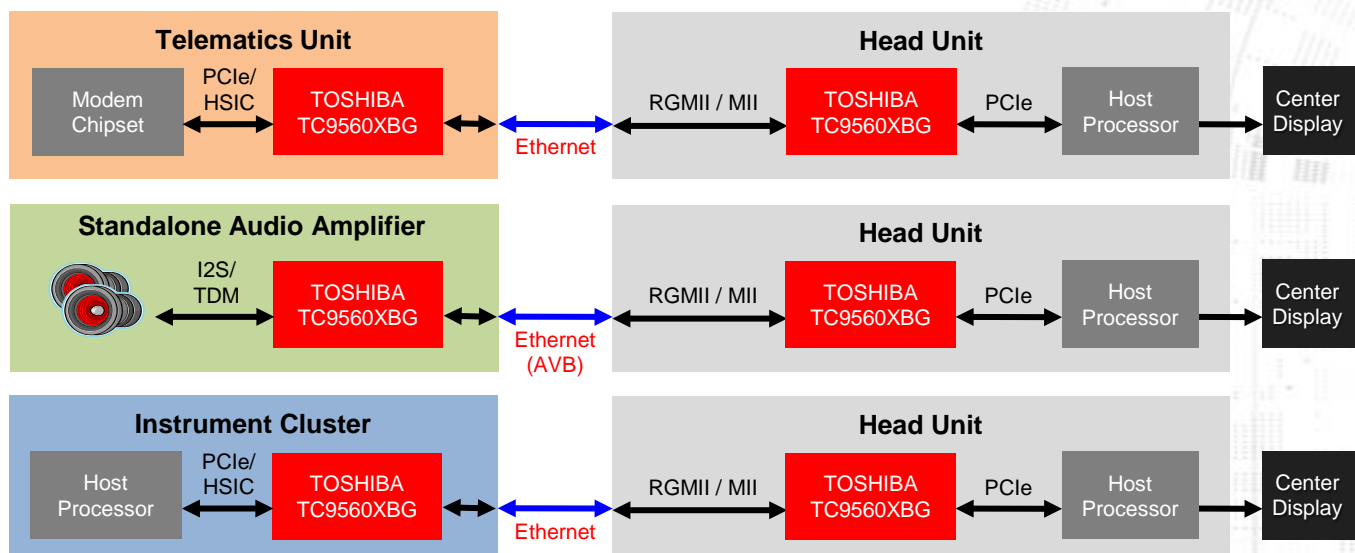 Telematics Unit
Modem
Chipset
PCIe/
HSIC
TOSHIBA
TC9560XBG
Ethernet
Head Unit
RGMII / MII
TOSHIBA
TC9560XBG
PCIe
Host
Processor
Center
Display
Standalone Audio Amplifier
I2S/
TDM
TOSHIBA
TC9560XBG
Ethernet
(AVB)
Head Unit
RGMII / MII
TOSHIBA
TC9560XBG
PCIe
Host
Processor
Center
Display
Instrument Cluster
Host
Processor
PCIe/
HSIC
TOSHIBA
TC9560XBG
Ethernet
Head Unit
RGMII / MII
TOSHIBA
TC9560XBG
PCIe
Host
Processor
Center
Display